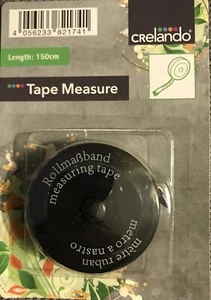 crelando
4 056233 821741
Length: 150cm
Tape Measure
Rollmaßband
measuring tape
mètre ruban
metro a nastro